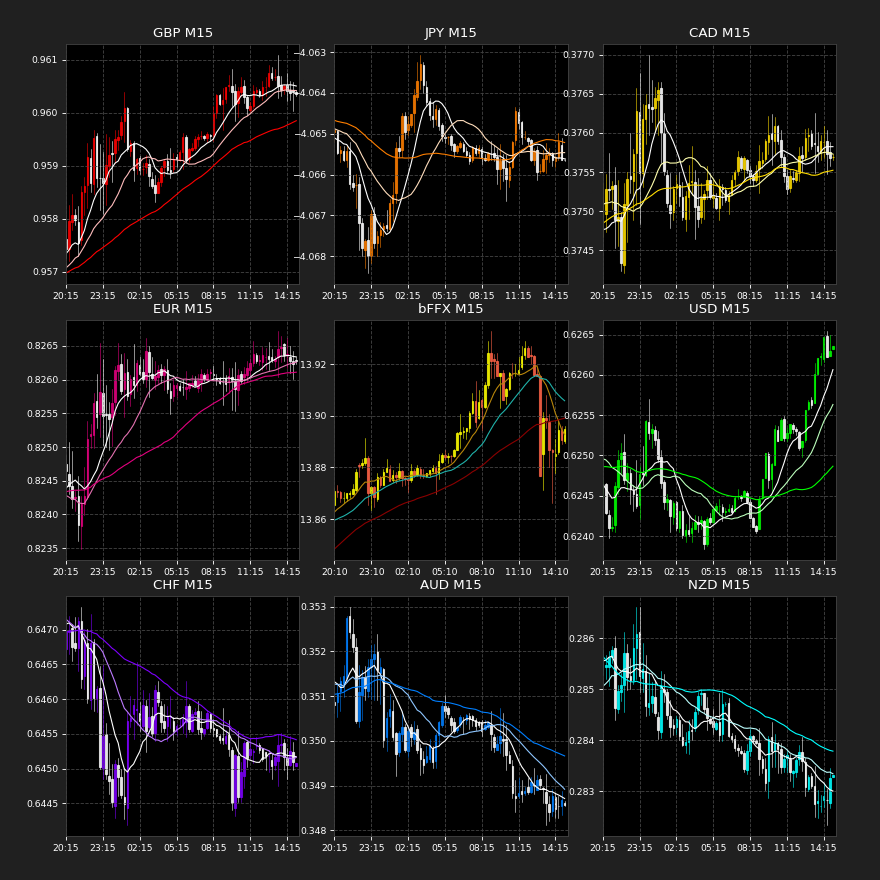 GBP M15
0.961
0.960
0.959
0.958
0.957
20:15 23:15 02:15 05:15 08:15 11:15 14:15
JPY M15
−4.063
−4.064
−4.065
−4.066
−4.067
−4.068
20:15 23:15 02:15 05:15 08:15 11:15 14:15
CAD M15
0.3770
0.3765
0.3760
0.3755
0.3750
0.3745
20:15 23:15 02:15 05:15 08:15 11:15 14:15
EUR M15
0.8265
0.8260
0.8255
0.8250
0.8245
0.8240
0.8235
20:15 23:15 02:15 05:15 08:15 11:15 14:15
bFFX M15
13.92
13.90
13.88
13.86
20:10 23:10 02:10 05:10 08:10 11:10 14:10
USD M15
0.6265
0.6260
0.6255
0.6250
0.6245
0.6240
20:15 23:15 02:15 05:15 08:15 11:15 14:15
CHF M15
0.6470
0.6465
0.6460
0.6455
0.6450
0.6445
20:15 23:15 02:15 05:15 08:15 11:15 14:15
AUD M15
0.353
0.352
0.351
0.350
0.349
0.348
20:15 23:15 02:15 05:15 08:15 11:15 14:15
NZD M15
0.286
0.285
0.284
0.283
20:15 23:15 02:15 05:15 08:15 11:15 14:15